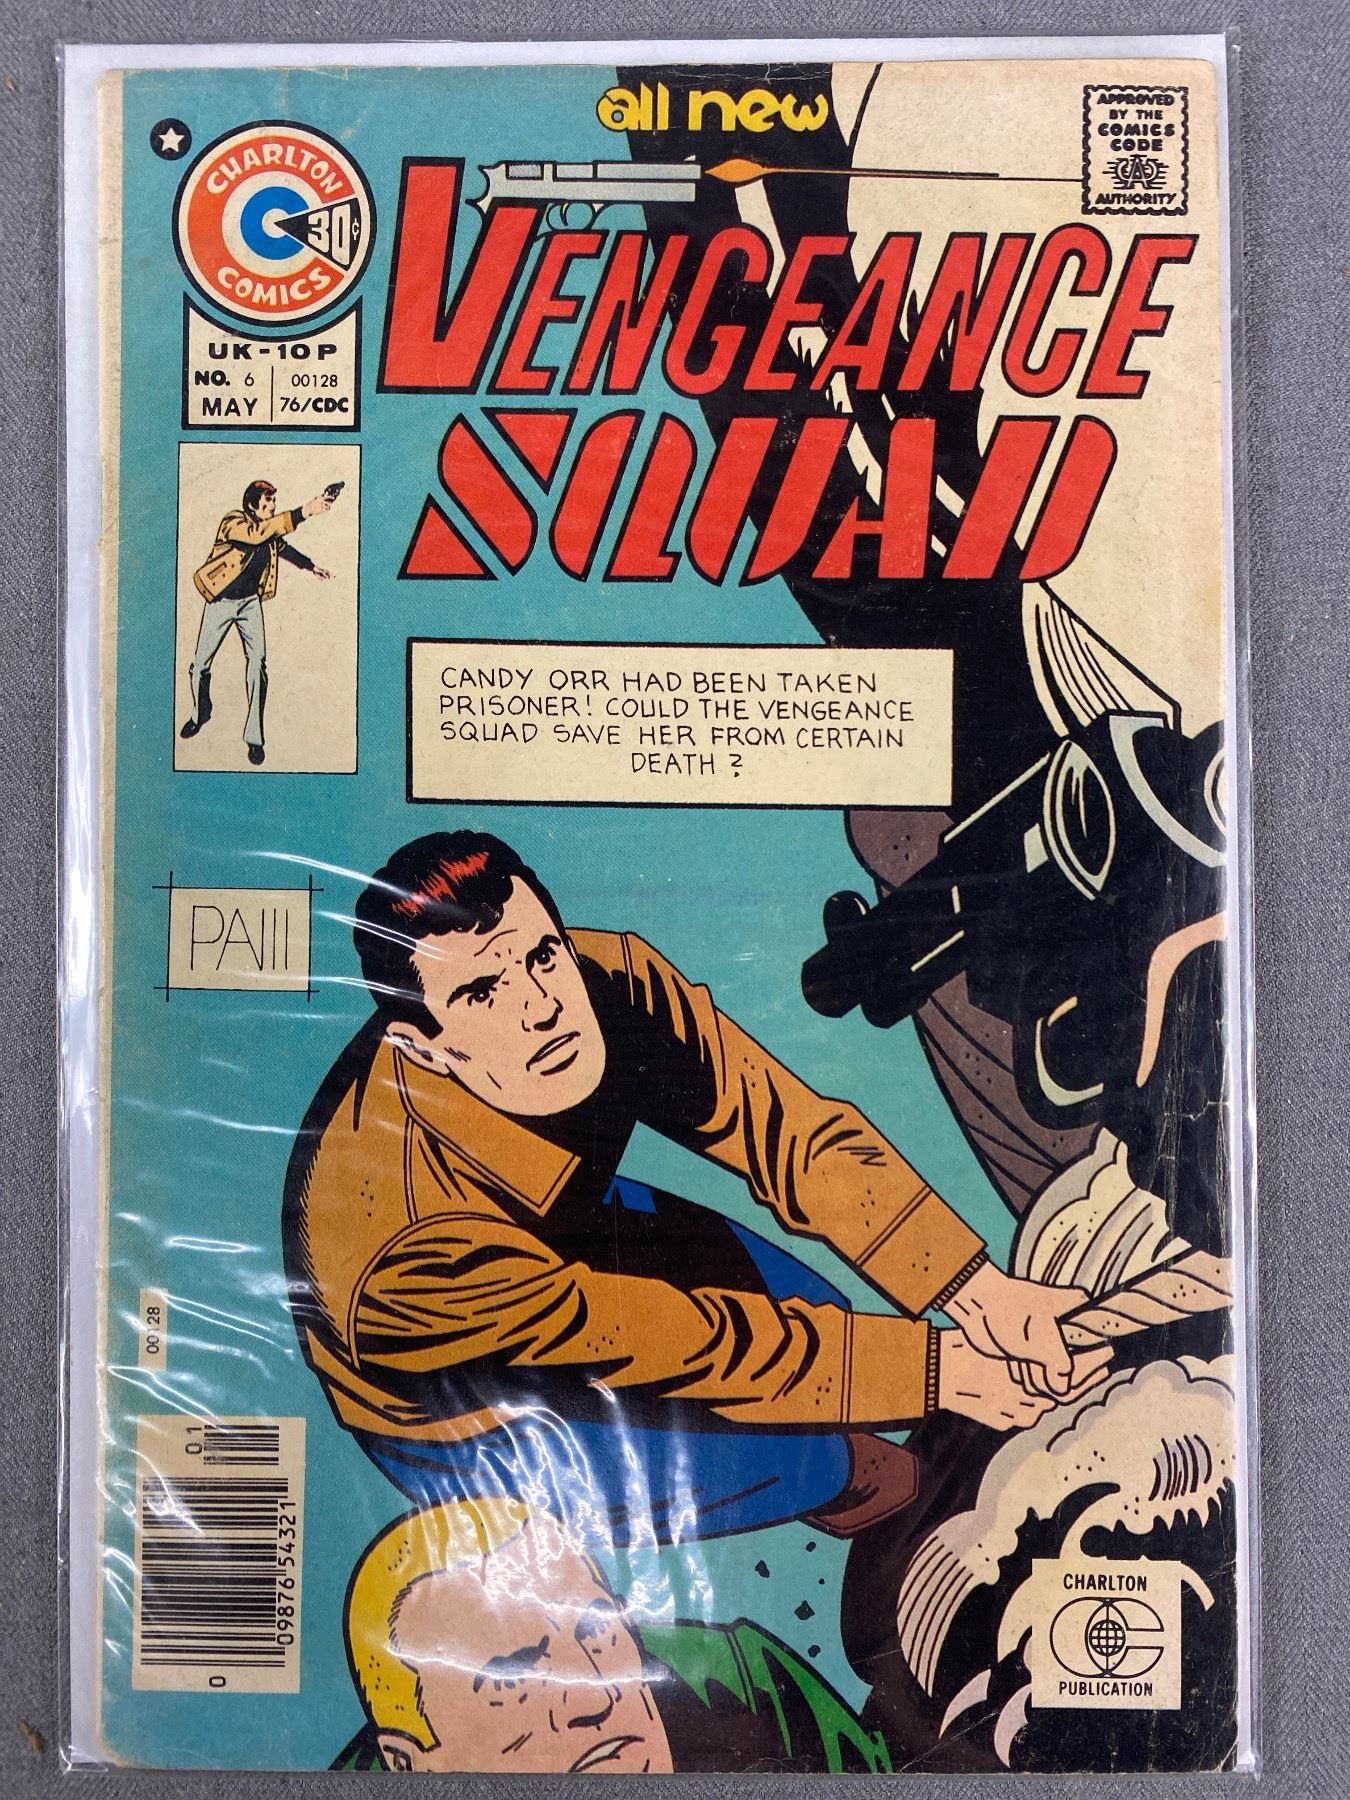 all new
APPROVED
BY THE
COMICS
CODE
AUTHORITY
CHARLTON
C
30¢
COMICS
VENGEANCE
SQUAD
UK-10P
NO. 6 00128
MAY 76/CDC
CANDY ORR HAD BEEN TAKEN
PRISONER! COULD THE VENGEANCE
SQUAD SAVE HER FROM CERTAIN
DEATH?
PAM
00128
01
09876 54321
0
CHARLTON
C
PUBLICATION